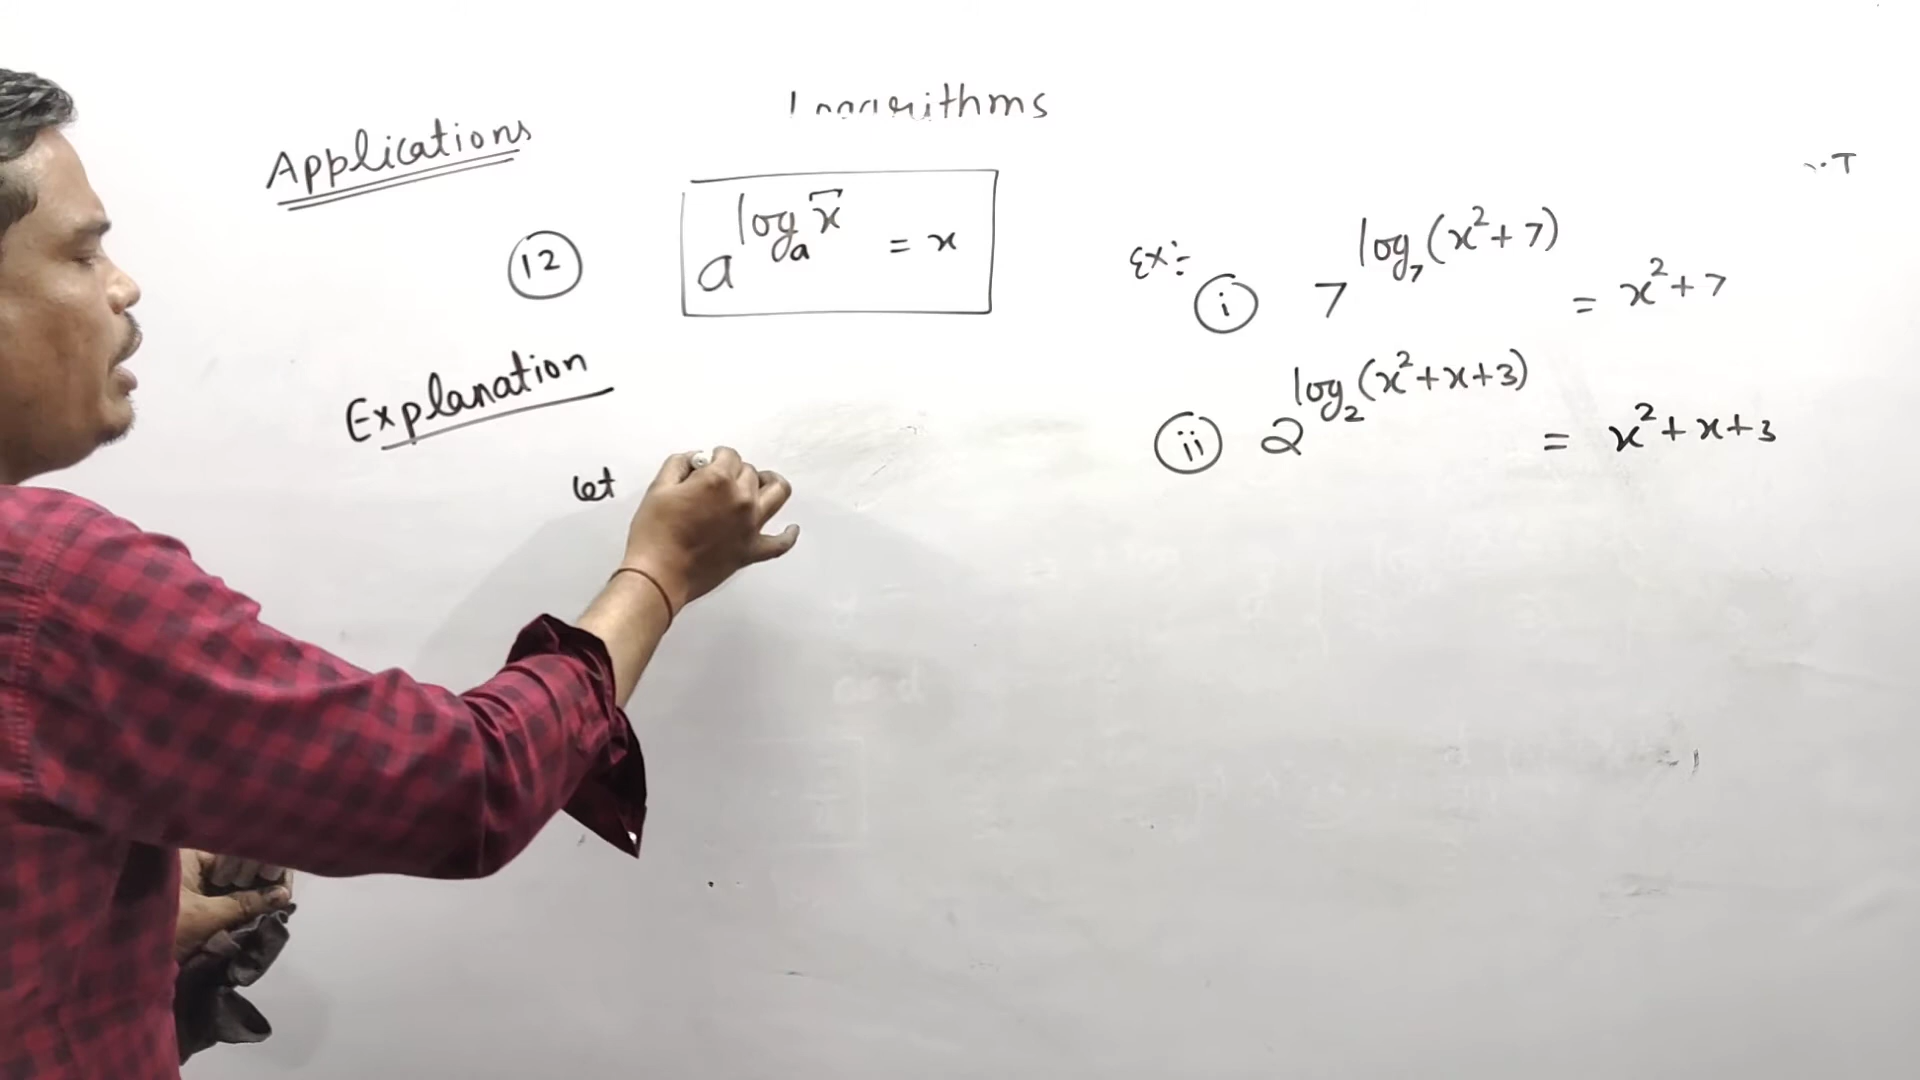 Logarithms
Applications
12 a^{log_a x} = x
Ex:-
i 7^{log_7 (x²+7)} = x²+7
ii 2^{log_2 (x²+x+3)} = x²+x+3
Explanation
let